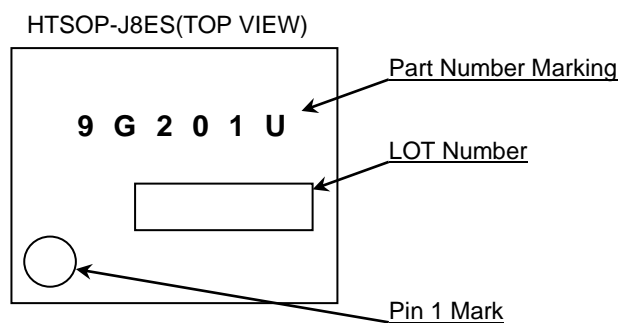 HTSOP-J8ES(TOP VIEW)
Part Number Marking
9 G 2 0 1 U
LOT Number
Pin 1 Mark